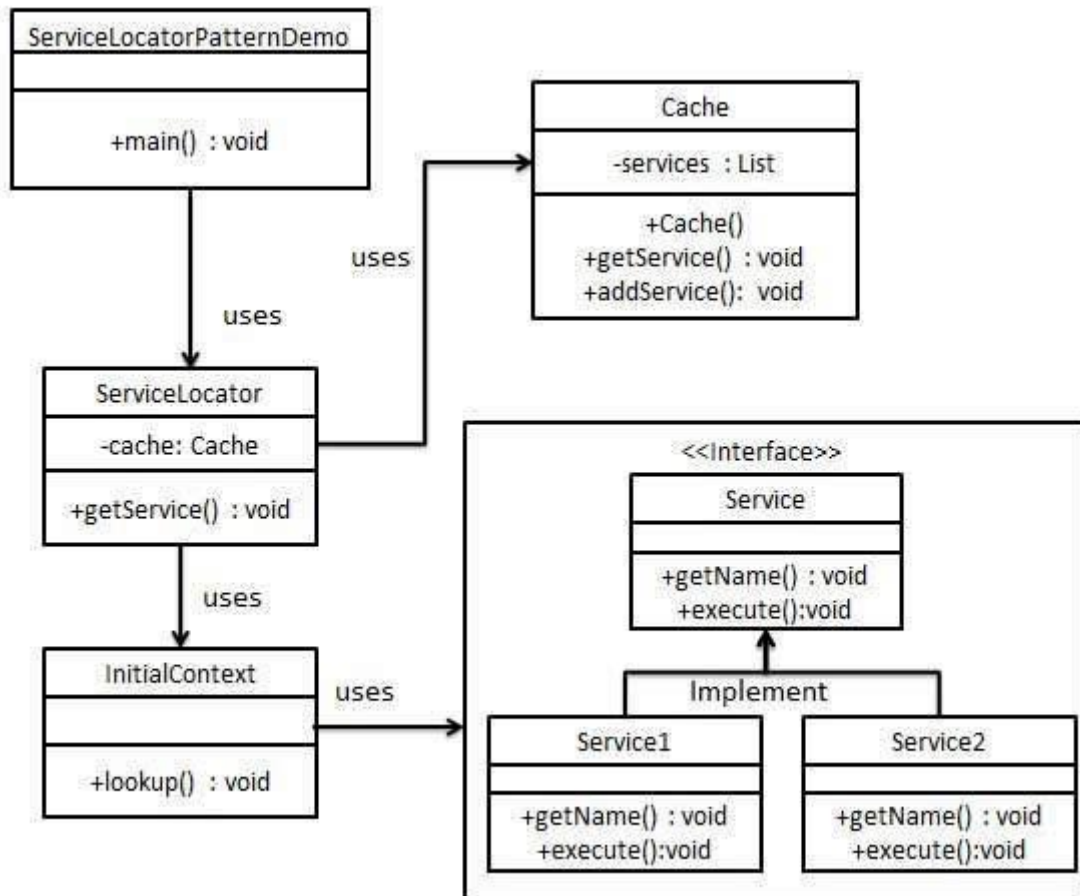 ServiceLocatorPatternDemo
+main() : void
uses
Cache
-services : List
+Cache()
+getService() : void
+addService(): void
uses
ServiceLocator
-cache: Cache
+getService() : void
uses
InitialContext
+lookup() : void
uses
<<Interface>>
Service
+getName() : void
+execute():void
Implement
Service1
+getName() : void
+execute():void
Service2
+getName() : void
+execute():void